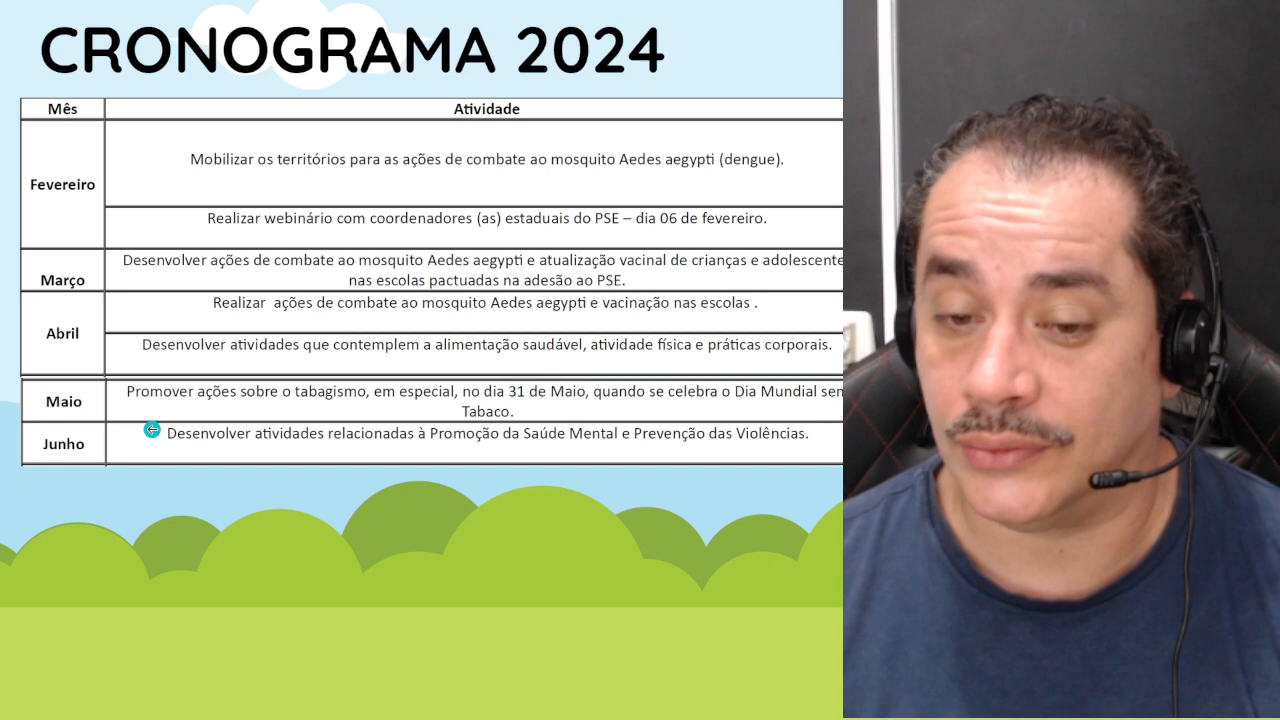 CRONOGRAMA 2024
Mês
Atividade
Fevereiro
Mobilizar os territórios para as ações de combate ao mosquito Aedes aegypti (dengue).
Realizar webinário com coordenadores (as) estaduais do PSE – dia 06 de fevereiro.
Março
Desenvolver ações de combate ao mosquito Aedes aegypti e atualização vacinal de crianças e adolescente
nas escolas pactuadas na adesão ao PSE.
Abril
Realizar ações de combate ao mosquito Aedes aegypti e vacinação nas escolas .
Desenvolver atividades que contemplem a alimentação saudável, atividade física e práticas corporais.
Maio
Promover ações sobre o tabagismo, em especial, no dia 31 de Maio, quando se celebra o Dia Mundial sem
Tabaco.
Junho
Desenvolver atividades relacionadas à Promoção da Saúde Mental e Prevenção das Violências.